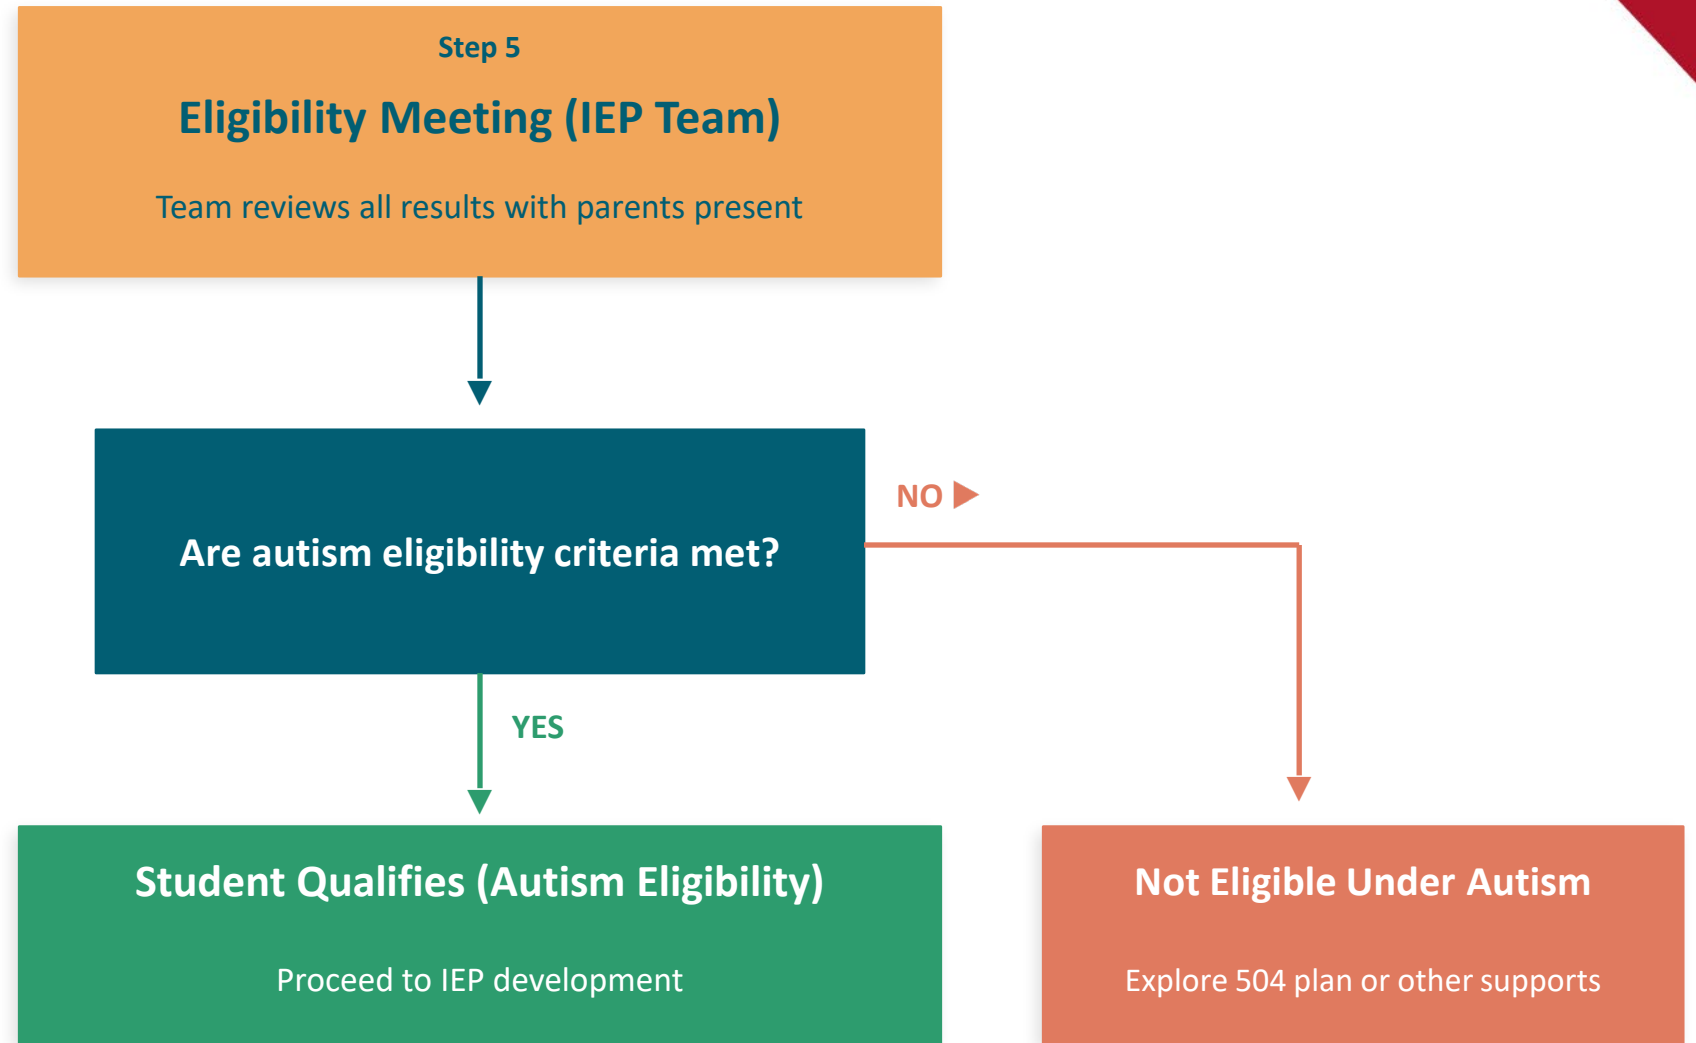 Step 5
Eligibility Meeting (IEP Team)
Team reviews all results with parents present
Are autism eligibility criteria met?
NO
YES
Student Qualifies (Autism Eligibility)
Proceed to IEP development
Not Eligible Under Autism
Explore 504 plan or other supports